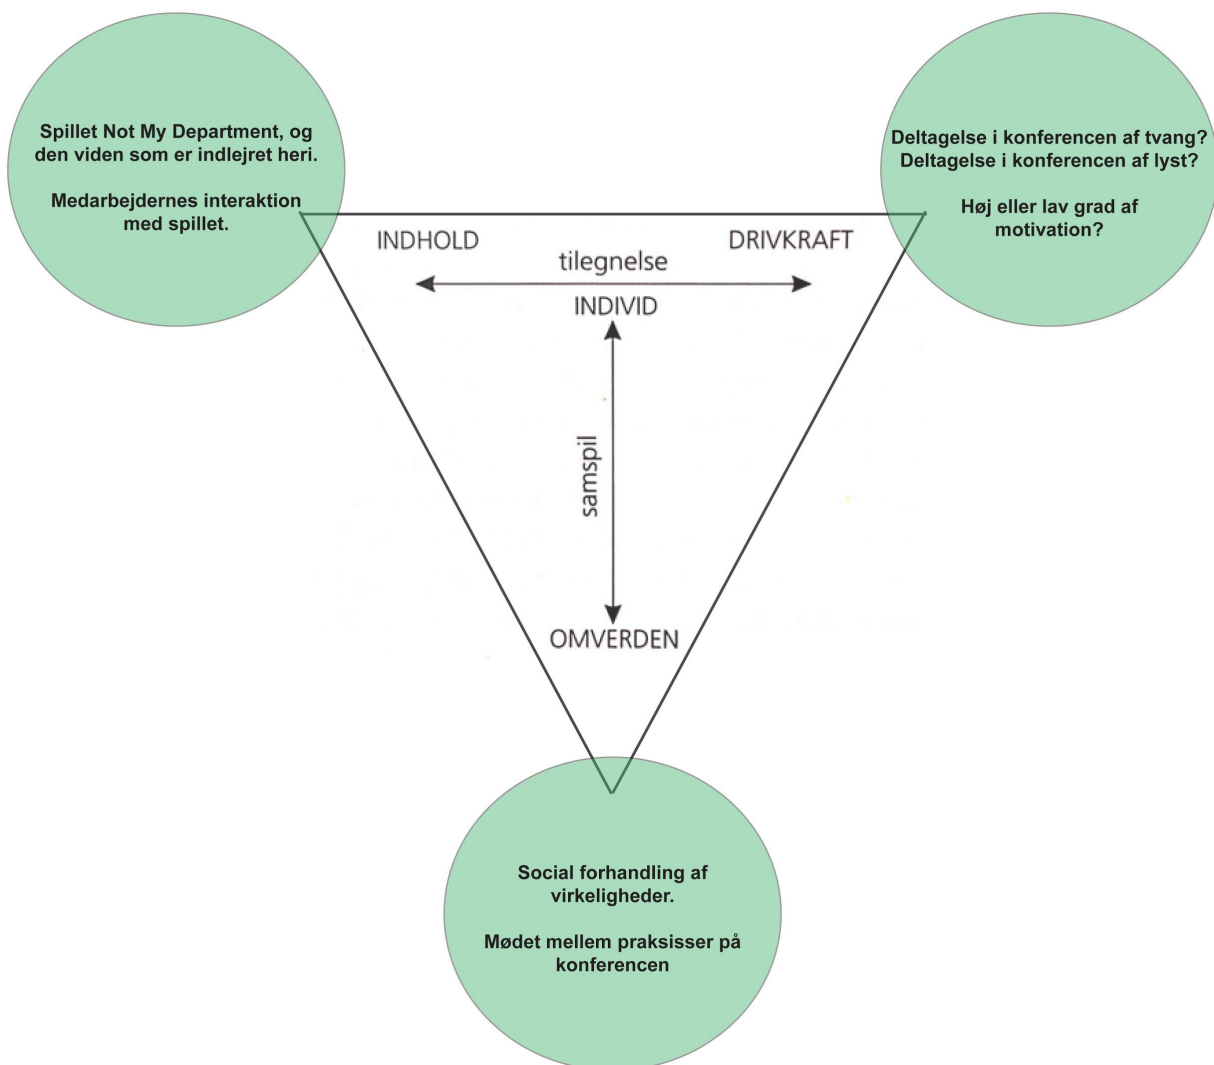 Spillet Not My Department, og
den viden som er indlejret heri.
Medarbejdernes interaktion
med spillet.
Deltagelse i konferencen af tvang?
Deltagelse i konferencen af lyst?
Høj eller lav grad af
motivation?
INDHOLD
DRIVKRAFT
tilegnelse
INDIVID
samspil
OMVERDEN
Social forhandling af
virkeligheder.
Mødet mellem praksisser på
konferencen